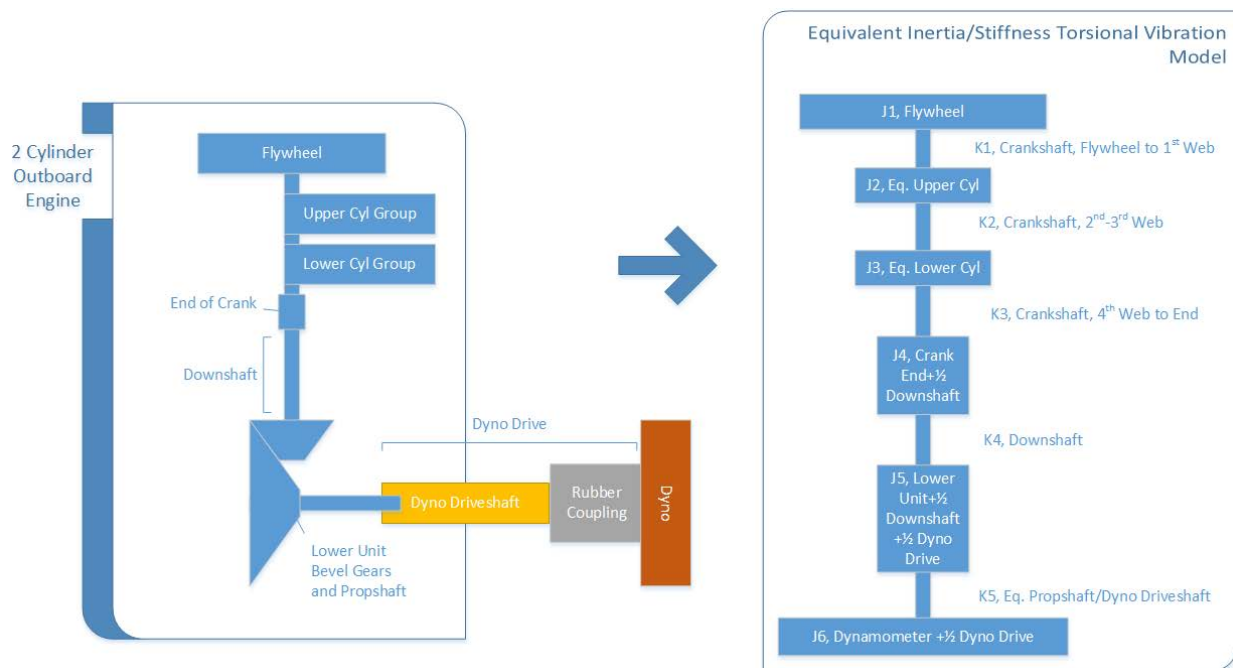 2 Cylinder
Outboard
Engine
Flywheel
Upper Cyl Group
Lower Cyl Group
End of Crank
Downshaft
Dyno Drive
Dyno Driveshaft
Rubber
Coupling
Dyno
Lower Unit
Bevel Gears
and Propshaft
Equivalent Inertia/Stiffness Torsional Vibration
Model
J1, Flywheel
K1, Crankshaft, Flywheel to 1st Web
J2, Eq. Upper Cyl
K2, Crankshaft, 2nd-3rd Web
J3, Eq. Lower Cyl
K3, Crankshaft, 4th Web to End
J4, Crank
End+½
Downshaft
K4, Downshaft
J5, Lower
Unit+½
Downshaft
+½ Dyno
Drive
K5, Eq. Propshaft/Dyno Driveshaft
J6, Dynamometer +½ Dyno Drive